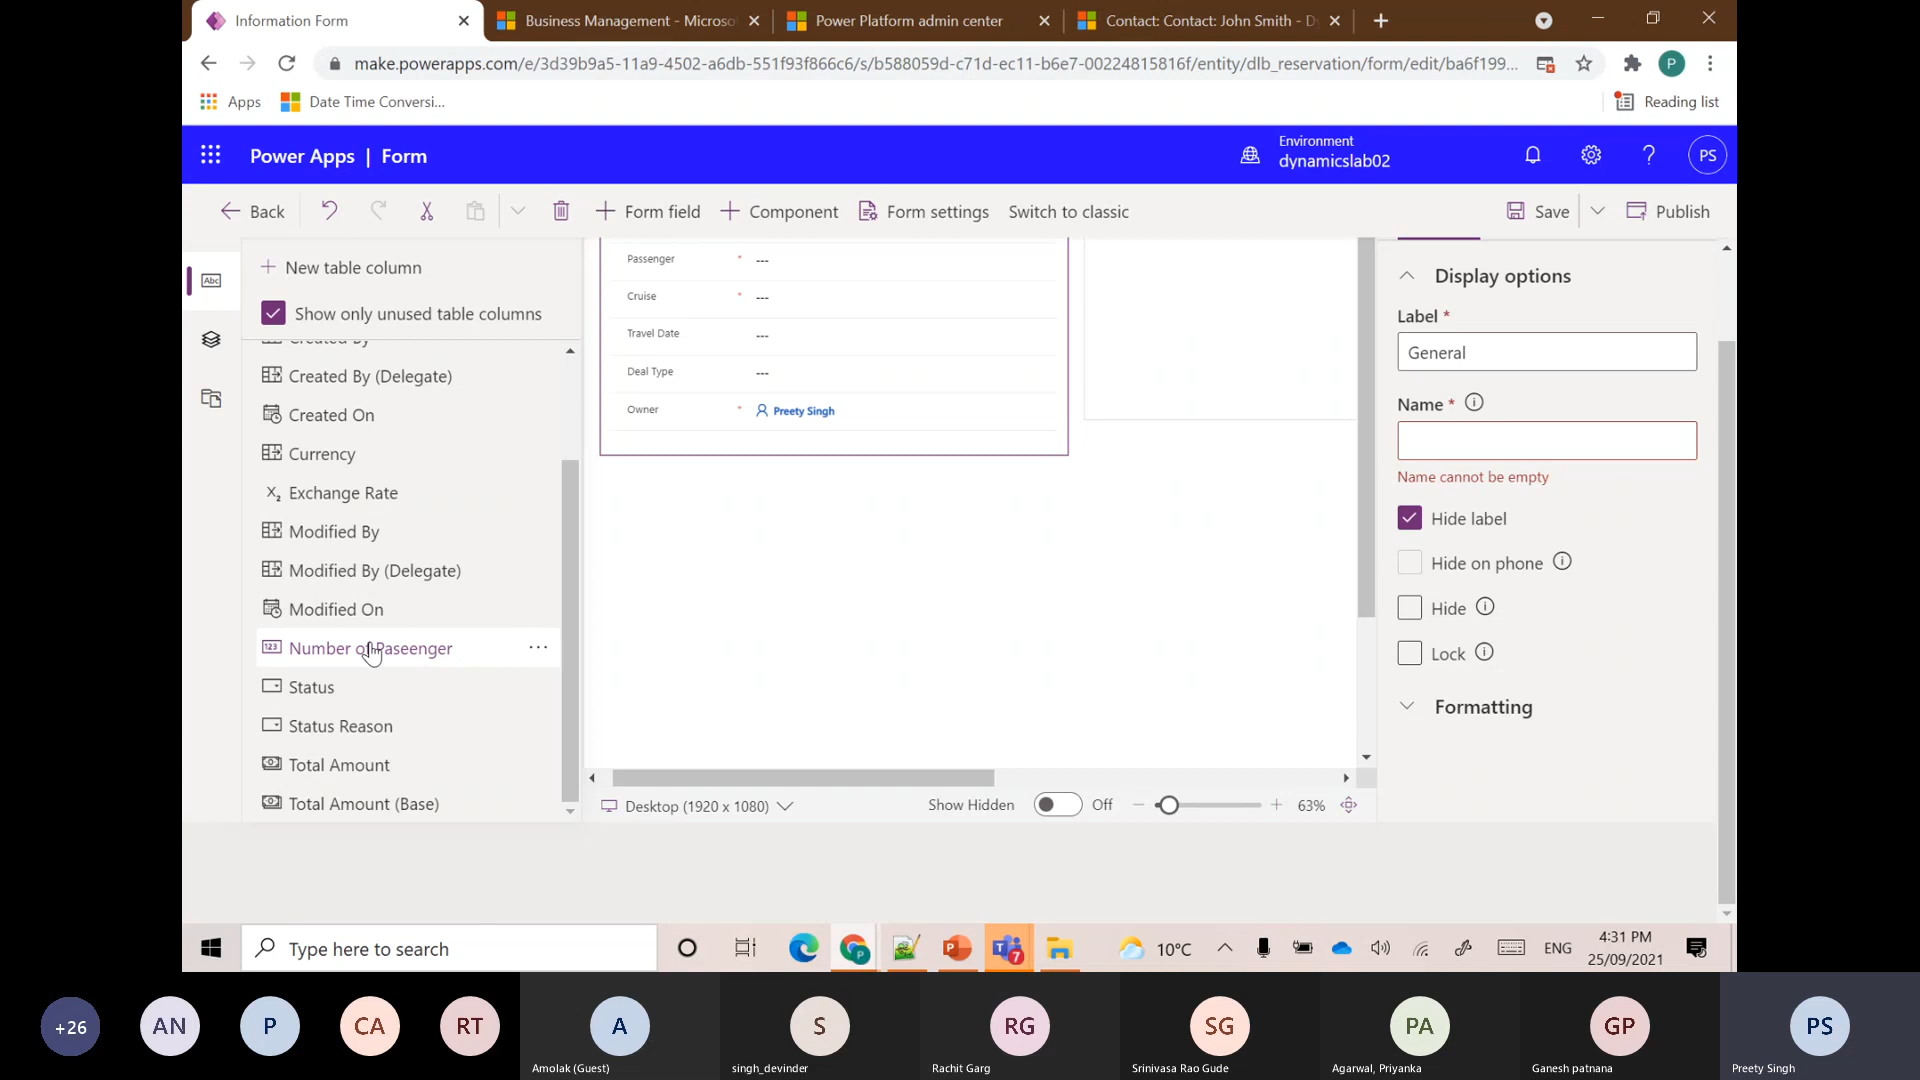 Information Form
Business Management - Microso
Power Platform admin center
Contact: Contact: John Smith - D
make.powerapps.com/e/3d39b9a5-11a9-4502-a6db-551f93f866c6/s/b588059d-c71d-ec11-b6e7-00224815816f/entity/dlb_reservation/form/edit/ba6f199...
P
Apps
Date Time Conversi...
Reading list
Power Apps | Form
Environment
dynamicslab02
PS
Back
Form field
Component
Form settings
Switch to classic
Save
Publish
New table column
Show only unused table columns
Created By
Created By (Delegate)
Created On
Currency
Exchange Rate
Modified By
Modified By (Delegate)
Modified On
Number of Paseenger
Status
Status Reason
Total Amount
Total Amount (Base)
Abc
Passenger * ---
Cruise * ---
Travel Date ---
Deal Type ---
Owner * Preety Singh
Desktop (1920 x 1080)
Show Hidden
Off
63%
Display options
Label *
General
Name *
Name cannot be empty
Hide label
Hide on phone
Hide
Lock
Formatting
Type here to search
7
10°C
ENG
4:31 PM
25/09/2021
+26
AN
P
CA
RT
A
Amolak (Guest)
S
singh_devinder
RG
Rachit Garg
SG
Srinivasa Rao Gude
PA
Agarwal, Priyanka
GP
Ganesh patnana
PS
Preety Singh